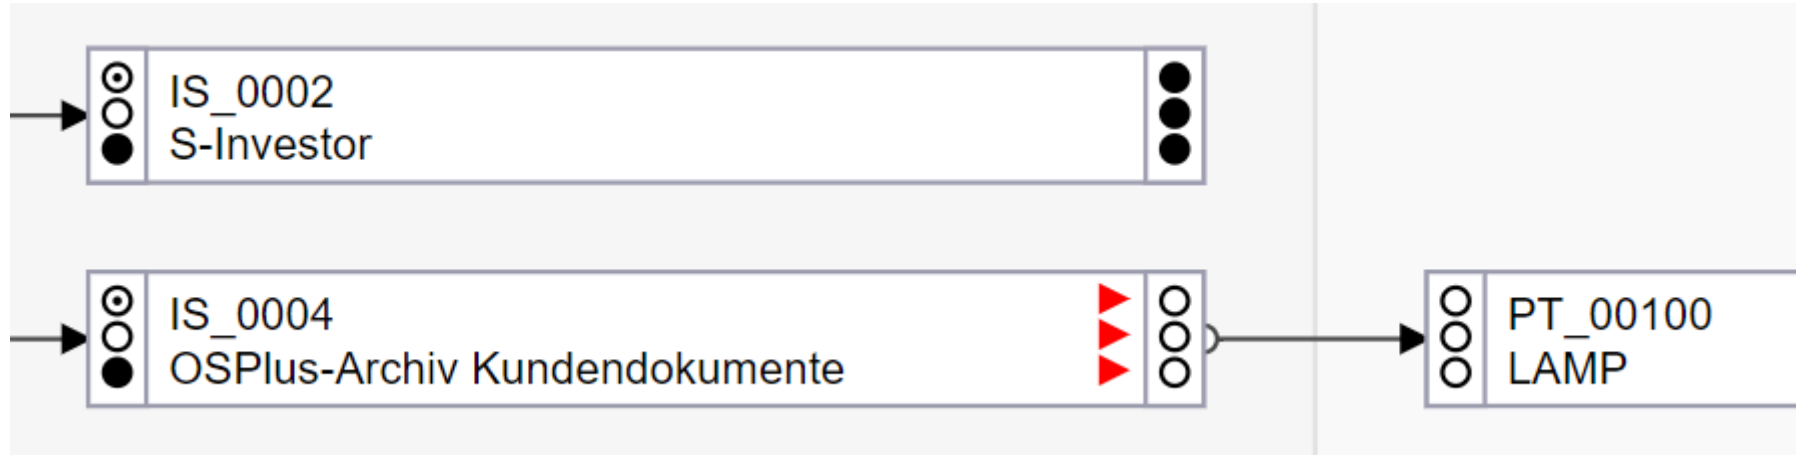 IS_0002
S-Investor
IS_0004
OSPlus-Archiv Kundendokumente
PT_00100
LAMP